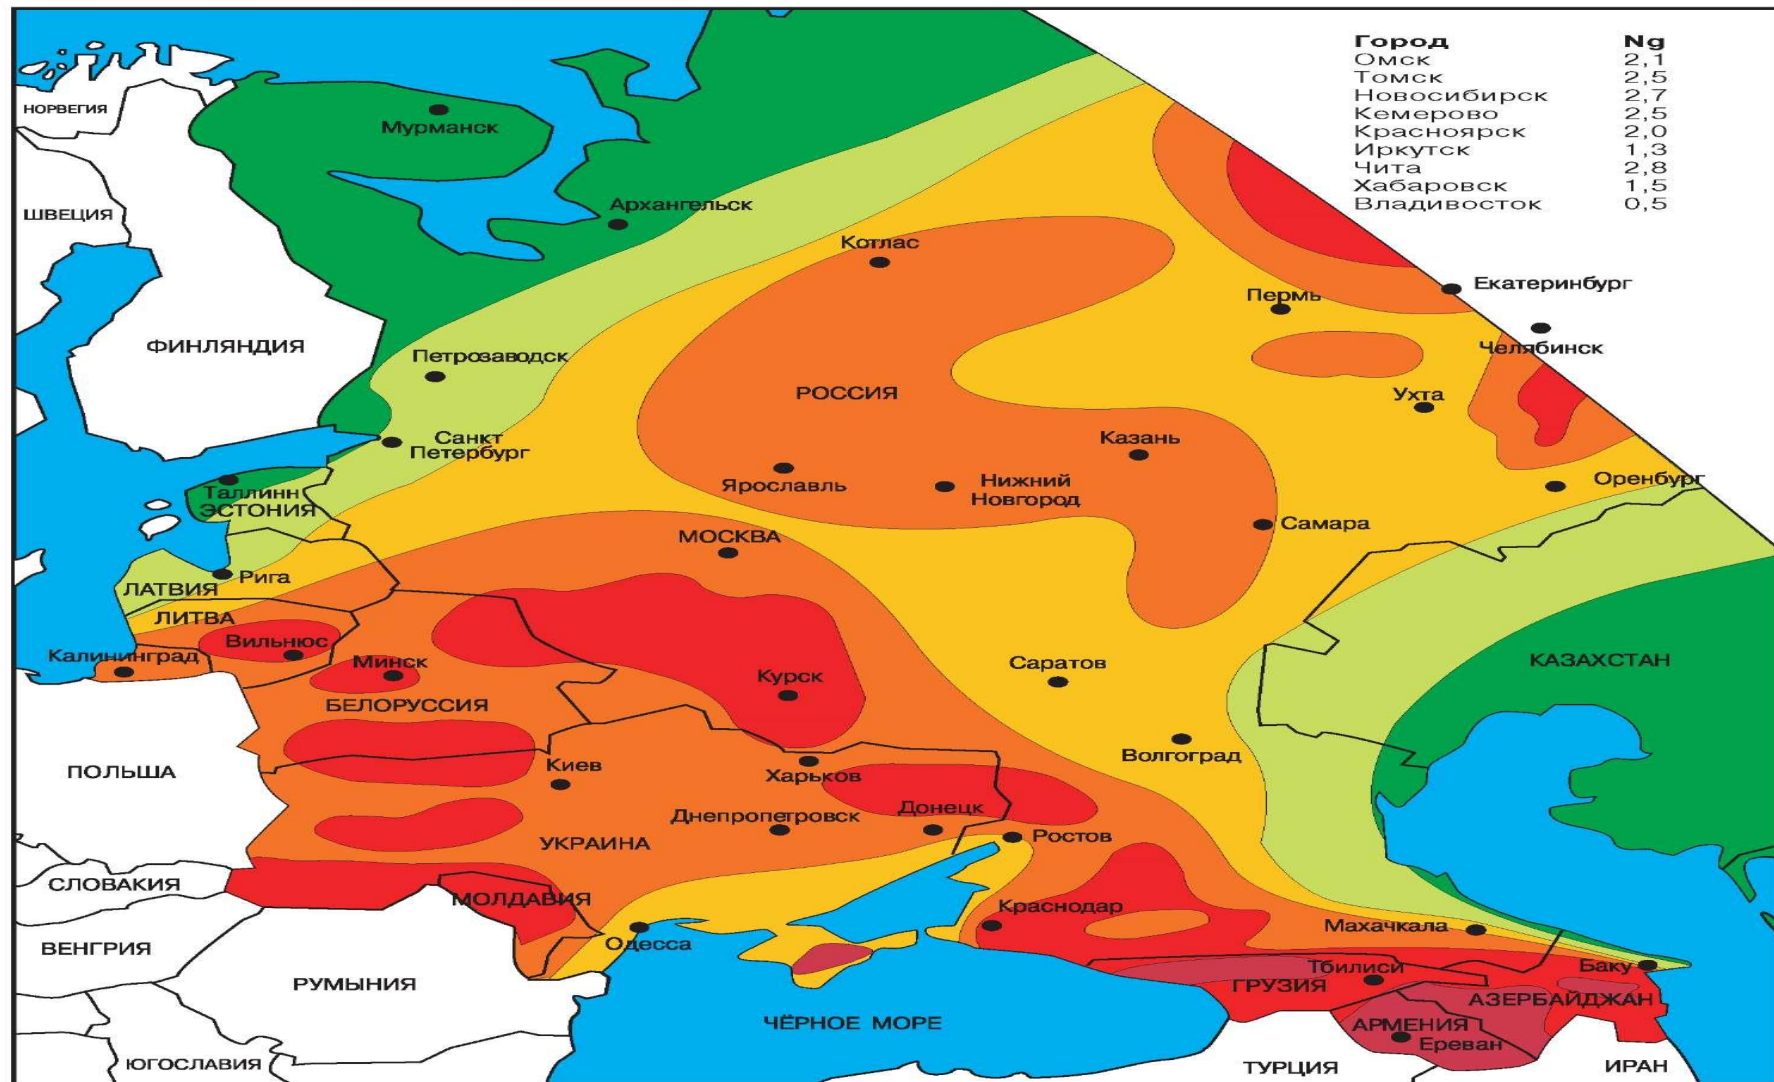 Город Ng
Омск 2,1
Томск 2,5
Новосибирск 2,7
Кемерово 2,5
Красноярск 2,0
Иркутск 1,3
Чита 2,8
Хабаровск 1,5
Владивосток 0,5
НОРВЕГИЯ
Мурманск
ШВЕЦИЯ
Архангельск
Котлас
Екатеринбург
Пермь
ФИНЛЯНДИЯ
Челябинск
Петрозаводск
РОССИЯ
Ухта
Санкт
Петербург
Казань
Ярославль
Нижний
Новгород
Оренбург
Таллинн
ЭСТОНИЯ
Самара
МОСКВА
Рига
ЛАТВИЯ
ЛИТВА
Вильнюс
Калининград
Минск
Саратов
КАЗАХСТАН
Курск
БЕЛОРУССИЯ
Волгоград
ПОЛЬША
Киев
Харьков
Донецк
Днепропетровск
Ростов
УКРАИНА
СЛОВАКИЯ
МОЛДАВИЯ
Краснодар
Махачкала
Одесса
ВЕНГРИЯ
Тбилиси
Баку
РУМЫНИЯ
ГРУЗИЯ
АЗЕРБАЙДЖАН
ЧЁРНОЕ МОРЕ
АРМЕНИЯ
Ереван
ЮГОСЛАВИЯ
ТУРЦИЯ
ИРАН